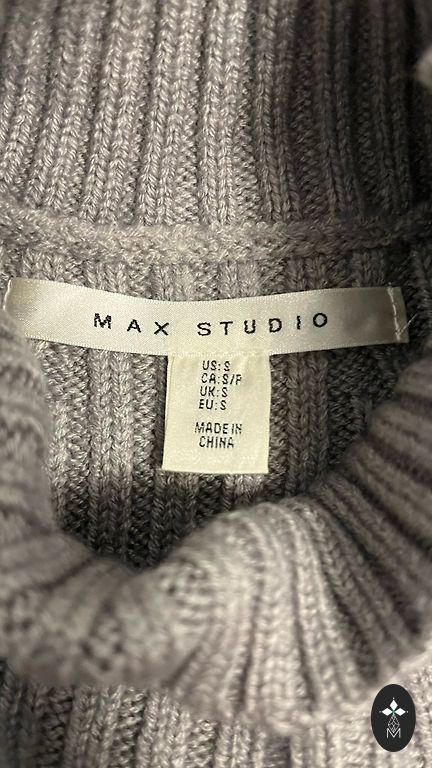 MAX STUDIO
US: S
CA: S/P
UK: S
EU: S
MADE IN
CHINA
M